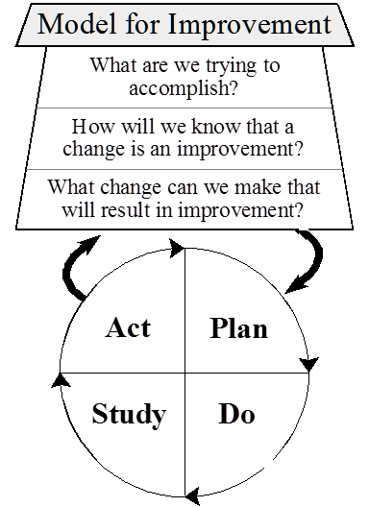 Model for Improvement
What are we trying to
accomplish?
How will we know that a
change is an improvement?
What change can we make that
will result in improvement?
Act
Plan
Study
Do